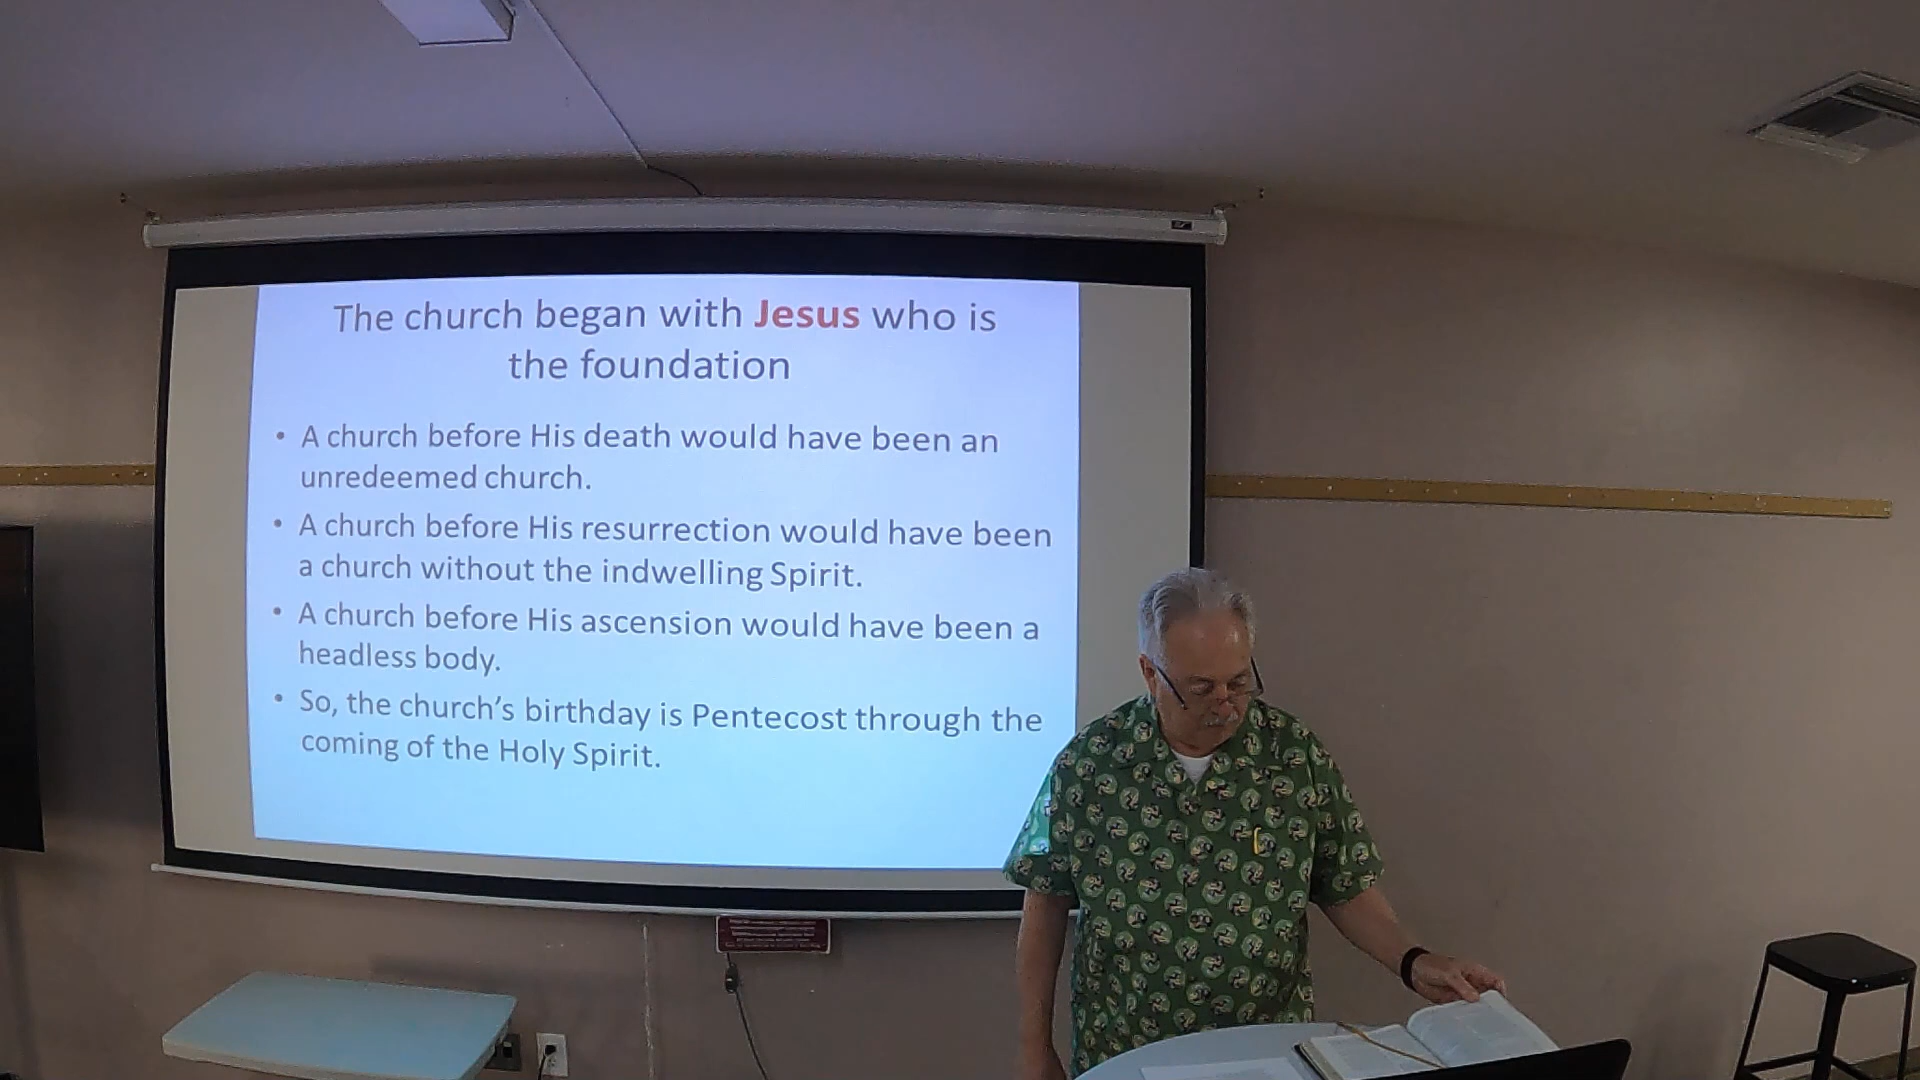 The church began with Jesus who is
the foundation
• A church before His death would have been an
unredeemed church.
• A church before His resurrection would have been
a church without the indwelling Spirit.
• A church before His ascension would have been a
headless body.
• So, the church’s birthday is Pentecost through the
coming of the Holy Spirit.